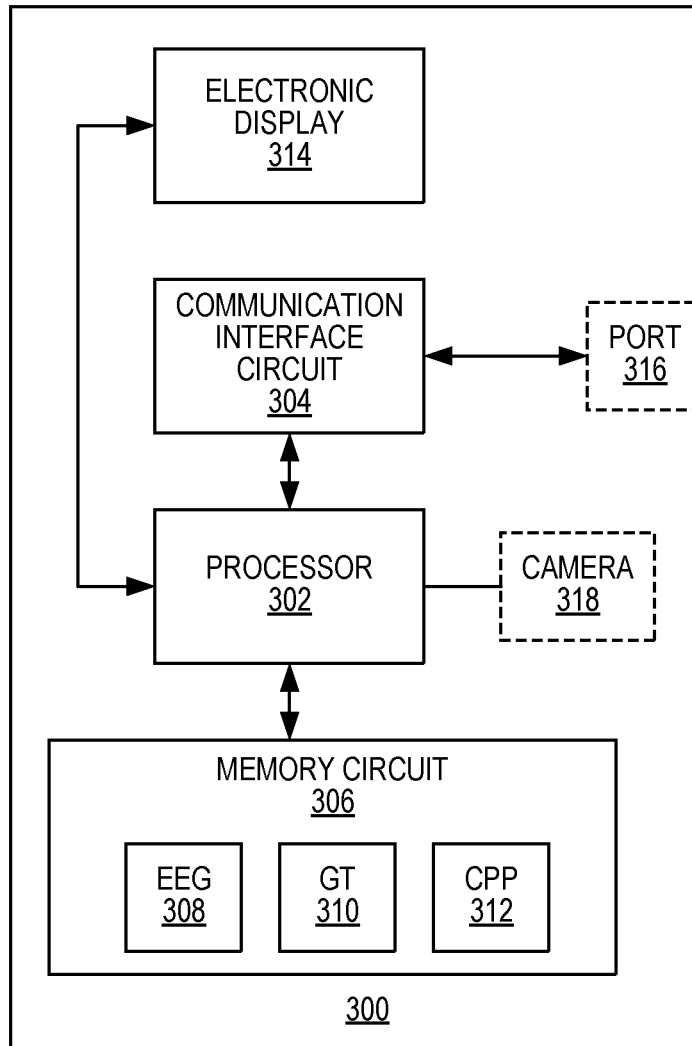 ELECTRONIC
DISPLAY
314
COMMUNICATION
INTERFACE
CIRCUIT
304
PORT
316
PROCESSOR
302
CAMERA
318
MEMORY CIRCUIT
306
EEG
308
GT
310
CPP
312
300